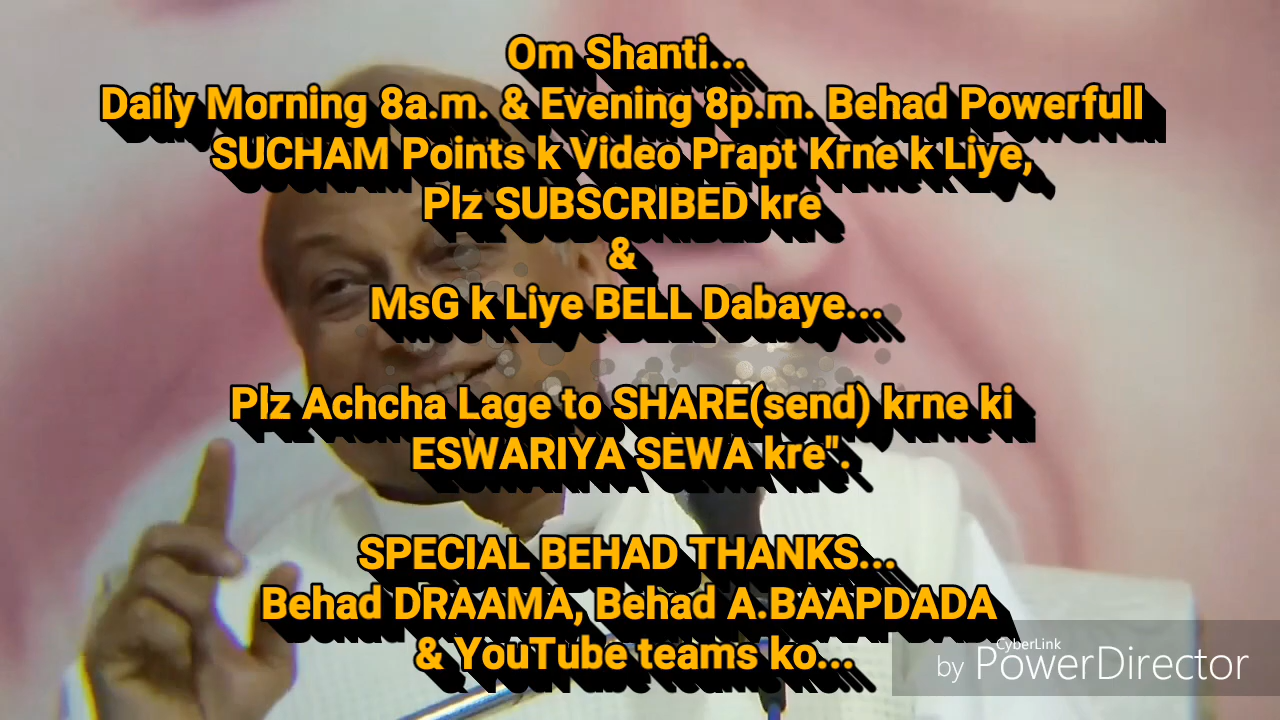 Om Shanti...
Daily Morning 8a.m. & Evening 8p.m. Behad Powerfull
SUCHAM Points k Video Prapt Krne k Liye,
Plz SUBSCRIBED kre
&
MsG k Liye BELL Dabaye...
Plz Achcha Lage to SHARE(send) krne ki
ESWARIYA SEWA kre".
SPECIAL BEHAD THANKS...
Behad DRAAMA, Behad A.BAAPDADA
& YouTube teams ko...
CyberLink
by PowerDirector